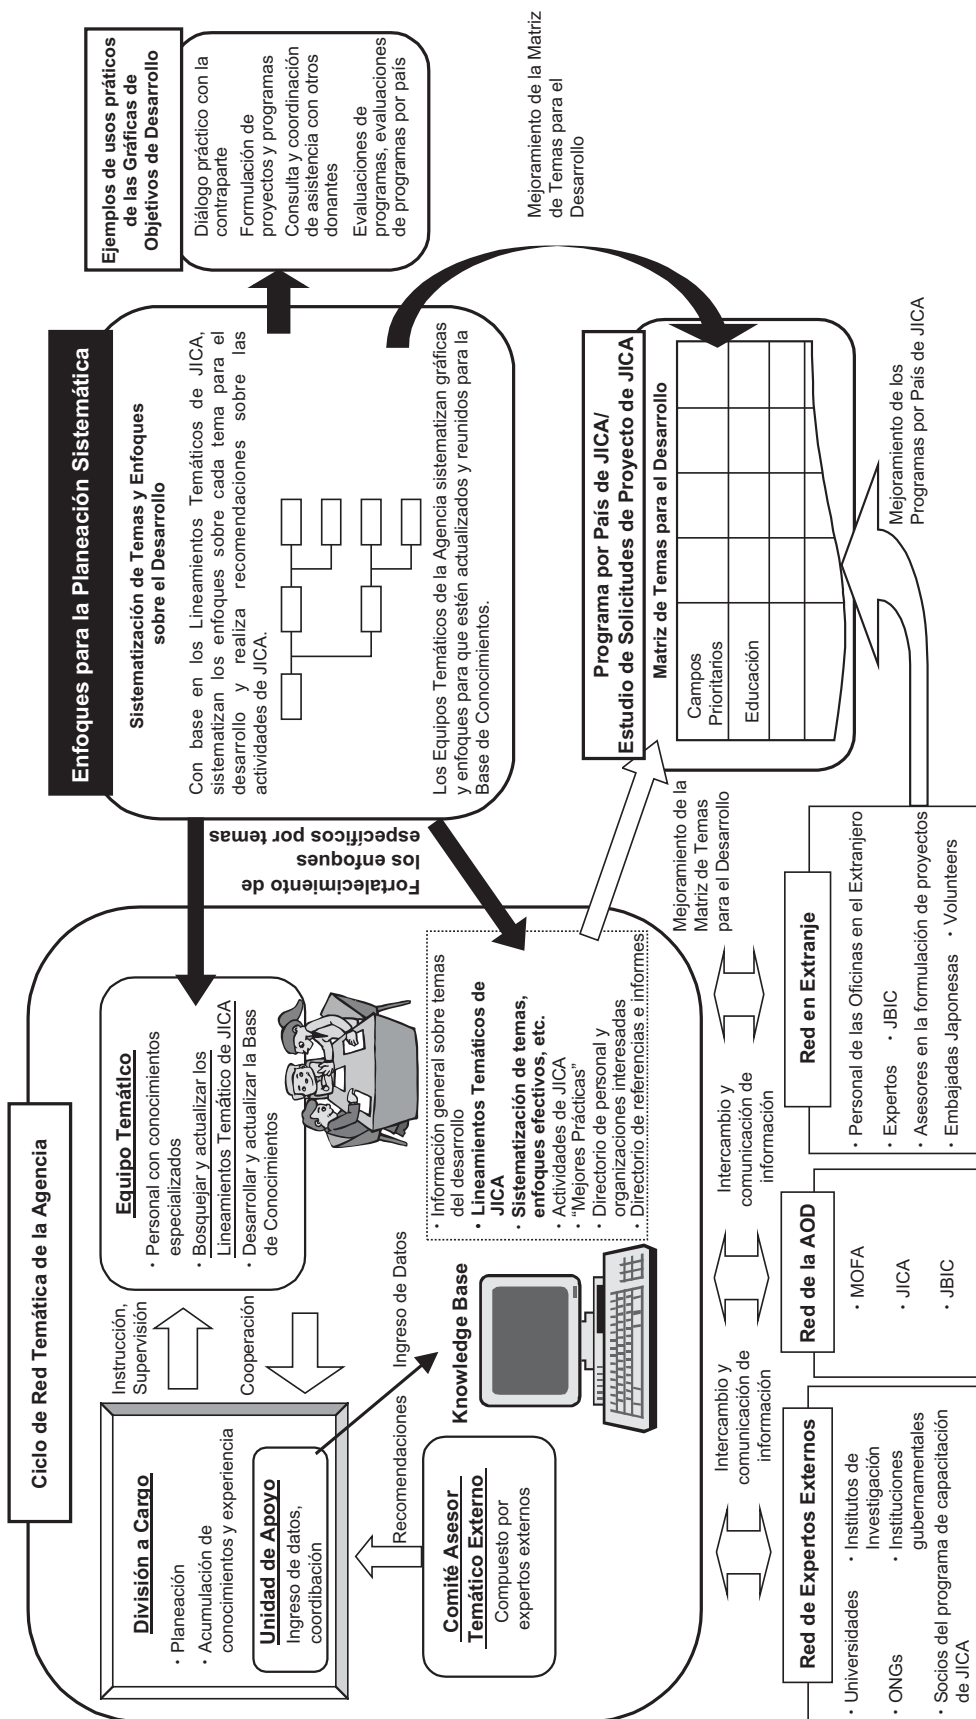 Ciclo de Red Temática de la Agencia
División a Cargo
・Planeación
・Acumulación de
conocimientos y experiencia
Unidad de Apoyo
Ingreso de datos,
coordibación
Instrucción,
Supervisión
Cooperación
Equipo Temátlco
・Personal con conocimientos
especializados
・Bosquejar y actualizar los
Lineamientos Temático de JICA
・Desarrollar y actualizar la Bass
de Conocimientos
Recomendaciones
Ingreso de Datos
Comité Asesor
Temático Externo
Compuesto por
expertos externos
Knowledge Base
・Información general sobre temas
del desarrollo
・Lineamientos Temáticos de
JICA
・Sistematización de temas,
enfoques efectivos, etc.
・Actividades de JICA
・"Mejores Prácticas"
・Directorio de personal y
organizaciones interesadas
・Directorio de referencias e informes
Fortalecimiento de
los enfoques
específicos por temas
Enfoques para la Planeación Sistemática
Sistematización de Temas y Enfoques
sobre el Desarrollo
Con base en los Lineamientos Temáticos de JICA,
sistematizan los enfoques sobre cada tema para el
desarrollo y realiza recomendaciones sobre las
actividades de JICA.
Los Equipos Temáticos de la Agencia sistematizan gráficas
y enfoques para que estén actualizados y reunidos para la
Base de Conocimientos.
Ejemplos de usos práticos
de las Gráficas de
Objetivos de Desarrollo
Diálogo práctico con la
contraparte
Formulación de
proyectos y programas
Consulta y coordinación
de asistencia con otros
donantes
Evaluaciones de
programas, evaluaciones
de programas por país
Mejoramiento de la Matriz
de Temas para el
Desarrollo
Programa por País de JICA/
Estudio de Solicitudes de Proyecto de JICA
Matriz de Temas para el Desarrollo
Campos
Prioritarios
Educación
Mejoramiento de la
Matriz de Temas
para el Desarrollo
Mejoramiento de los
Programas por País de JICA
Intercambio y
comunicación de
información
Intercambio y
comunicación de
información
Red de Expertos Externos
・Universidades ・Institutos de
Investigación
・ONGs ・Instituciones
gubernamentales
・Socios del programa de capacitación
de JICA
Red de la AOD
・MOFA
・JICA
・JBIC
Red en Extranje
・Personal de las Oficinas en el Extranjero
・Expertos ・JBIC
・Asesores en la formulación de proyectos
・Embajadas Japonesas ・Volunteers